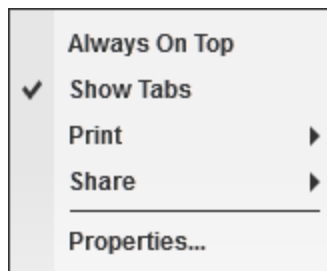 Always On Top
Show Tabs
Print
Share
Properties...